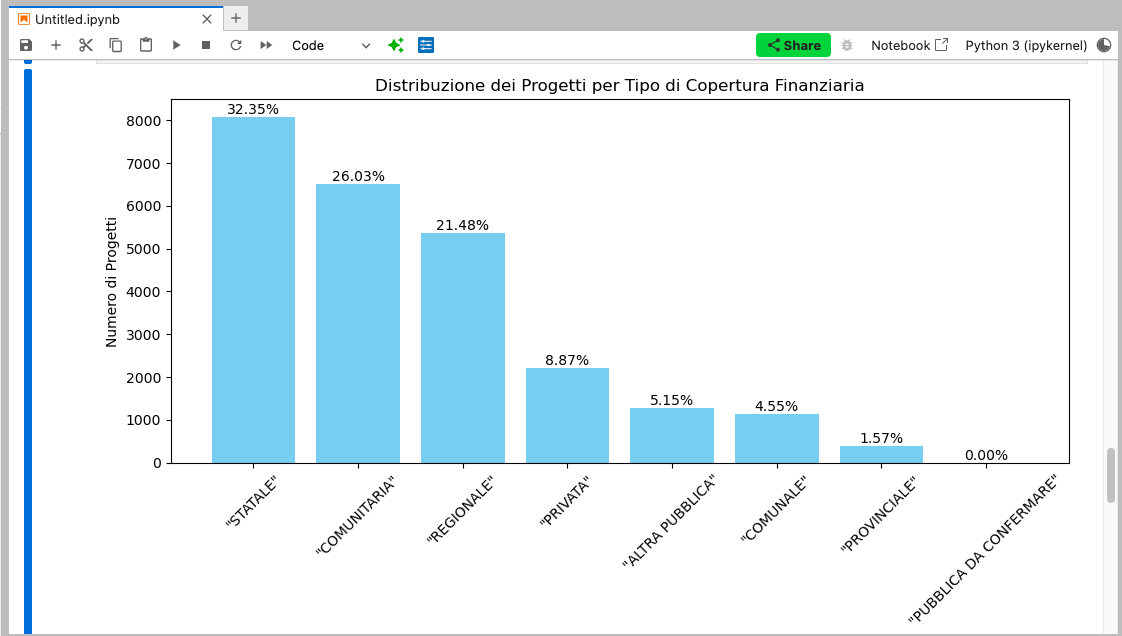 Untitled.ipynb
Code
Share
Notebook
Python 3 (ipykernel)
Distribuzione dei Progetti per Tipo di Copertura Finanziaria
Numero di Progetti
8000
7000
6000
5000
4000
3000
2000
1000
0
32.35%
26.03%
21.48%
8.87%
5.15%
4.55%
1.57%
0.00%
"STATALE"
"COMUNITARIA"
"REGIONALE"
"PRIVATA"
"ALTRA PUBBLICA"
"COMUNALE"
"PROVINCIALE"
"PUBBLICA DA CONFERMARE"